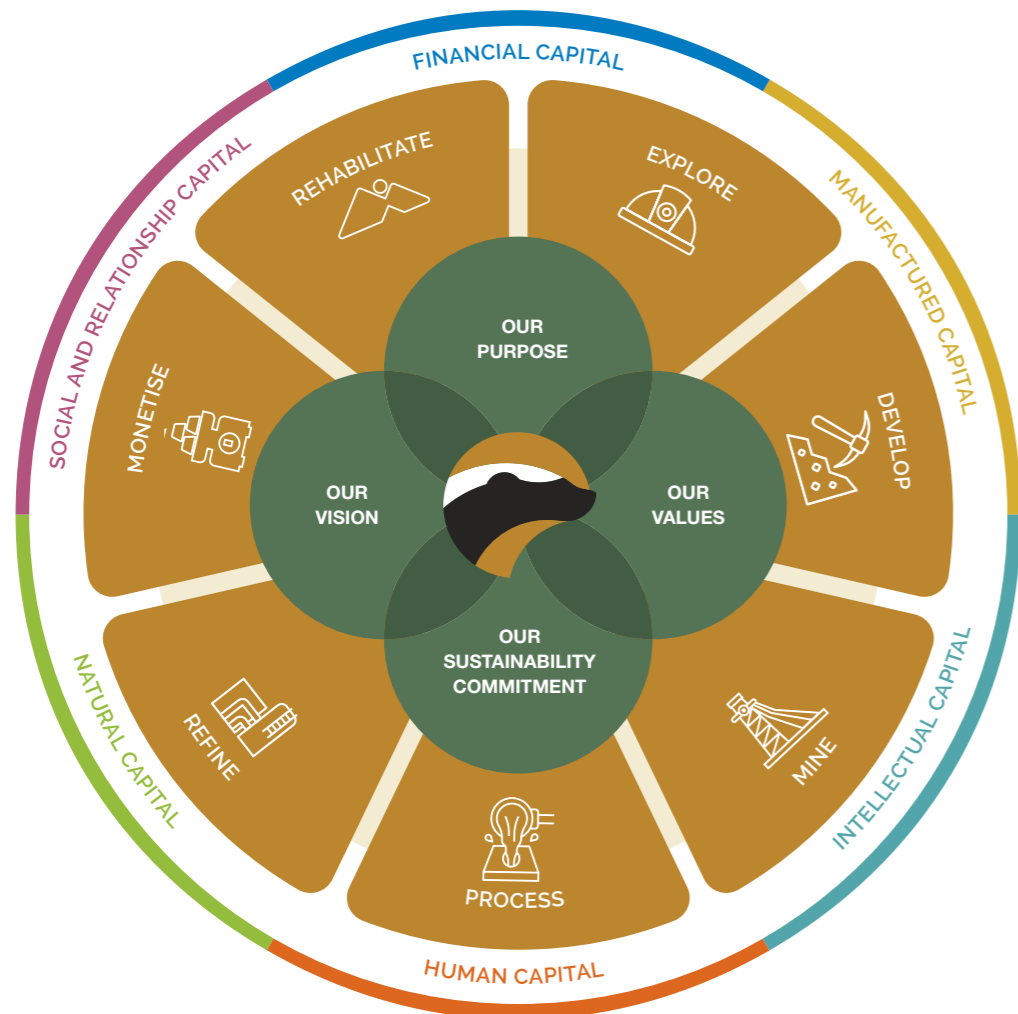 FINANCIAL CAPITAL
MANUFACTURED CAPITAL
INTELLECTUAL CAPITAL
HUMAN CAPITAL
NATURAL CAPITAL
SOCIAL AND RELATIONSHIP CAPITAL
EXPLORE
DEVELOP
MINE
PROCESS
REFINE
MONETISE
REHABILITATE
OUR
PURPOSE
OUR
VALUES
OUR
SUSTAINABILITY
COMMITMENT
OUR
VISION